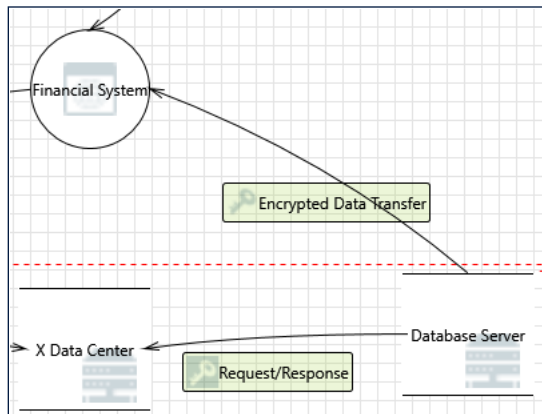 Financial System
Encrypted Data Transfer
X Data Center
Database Server
Request/Response